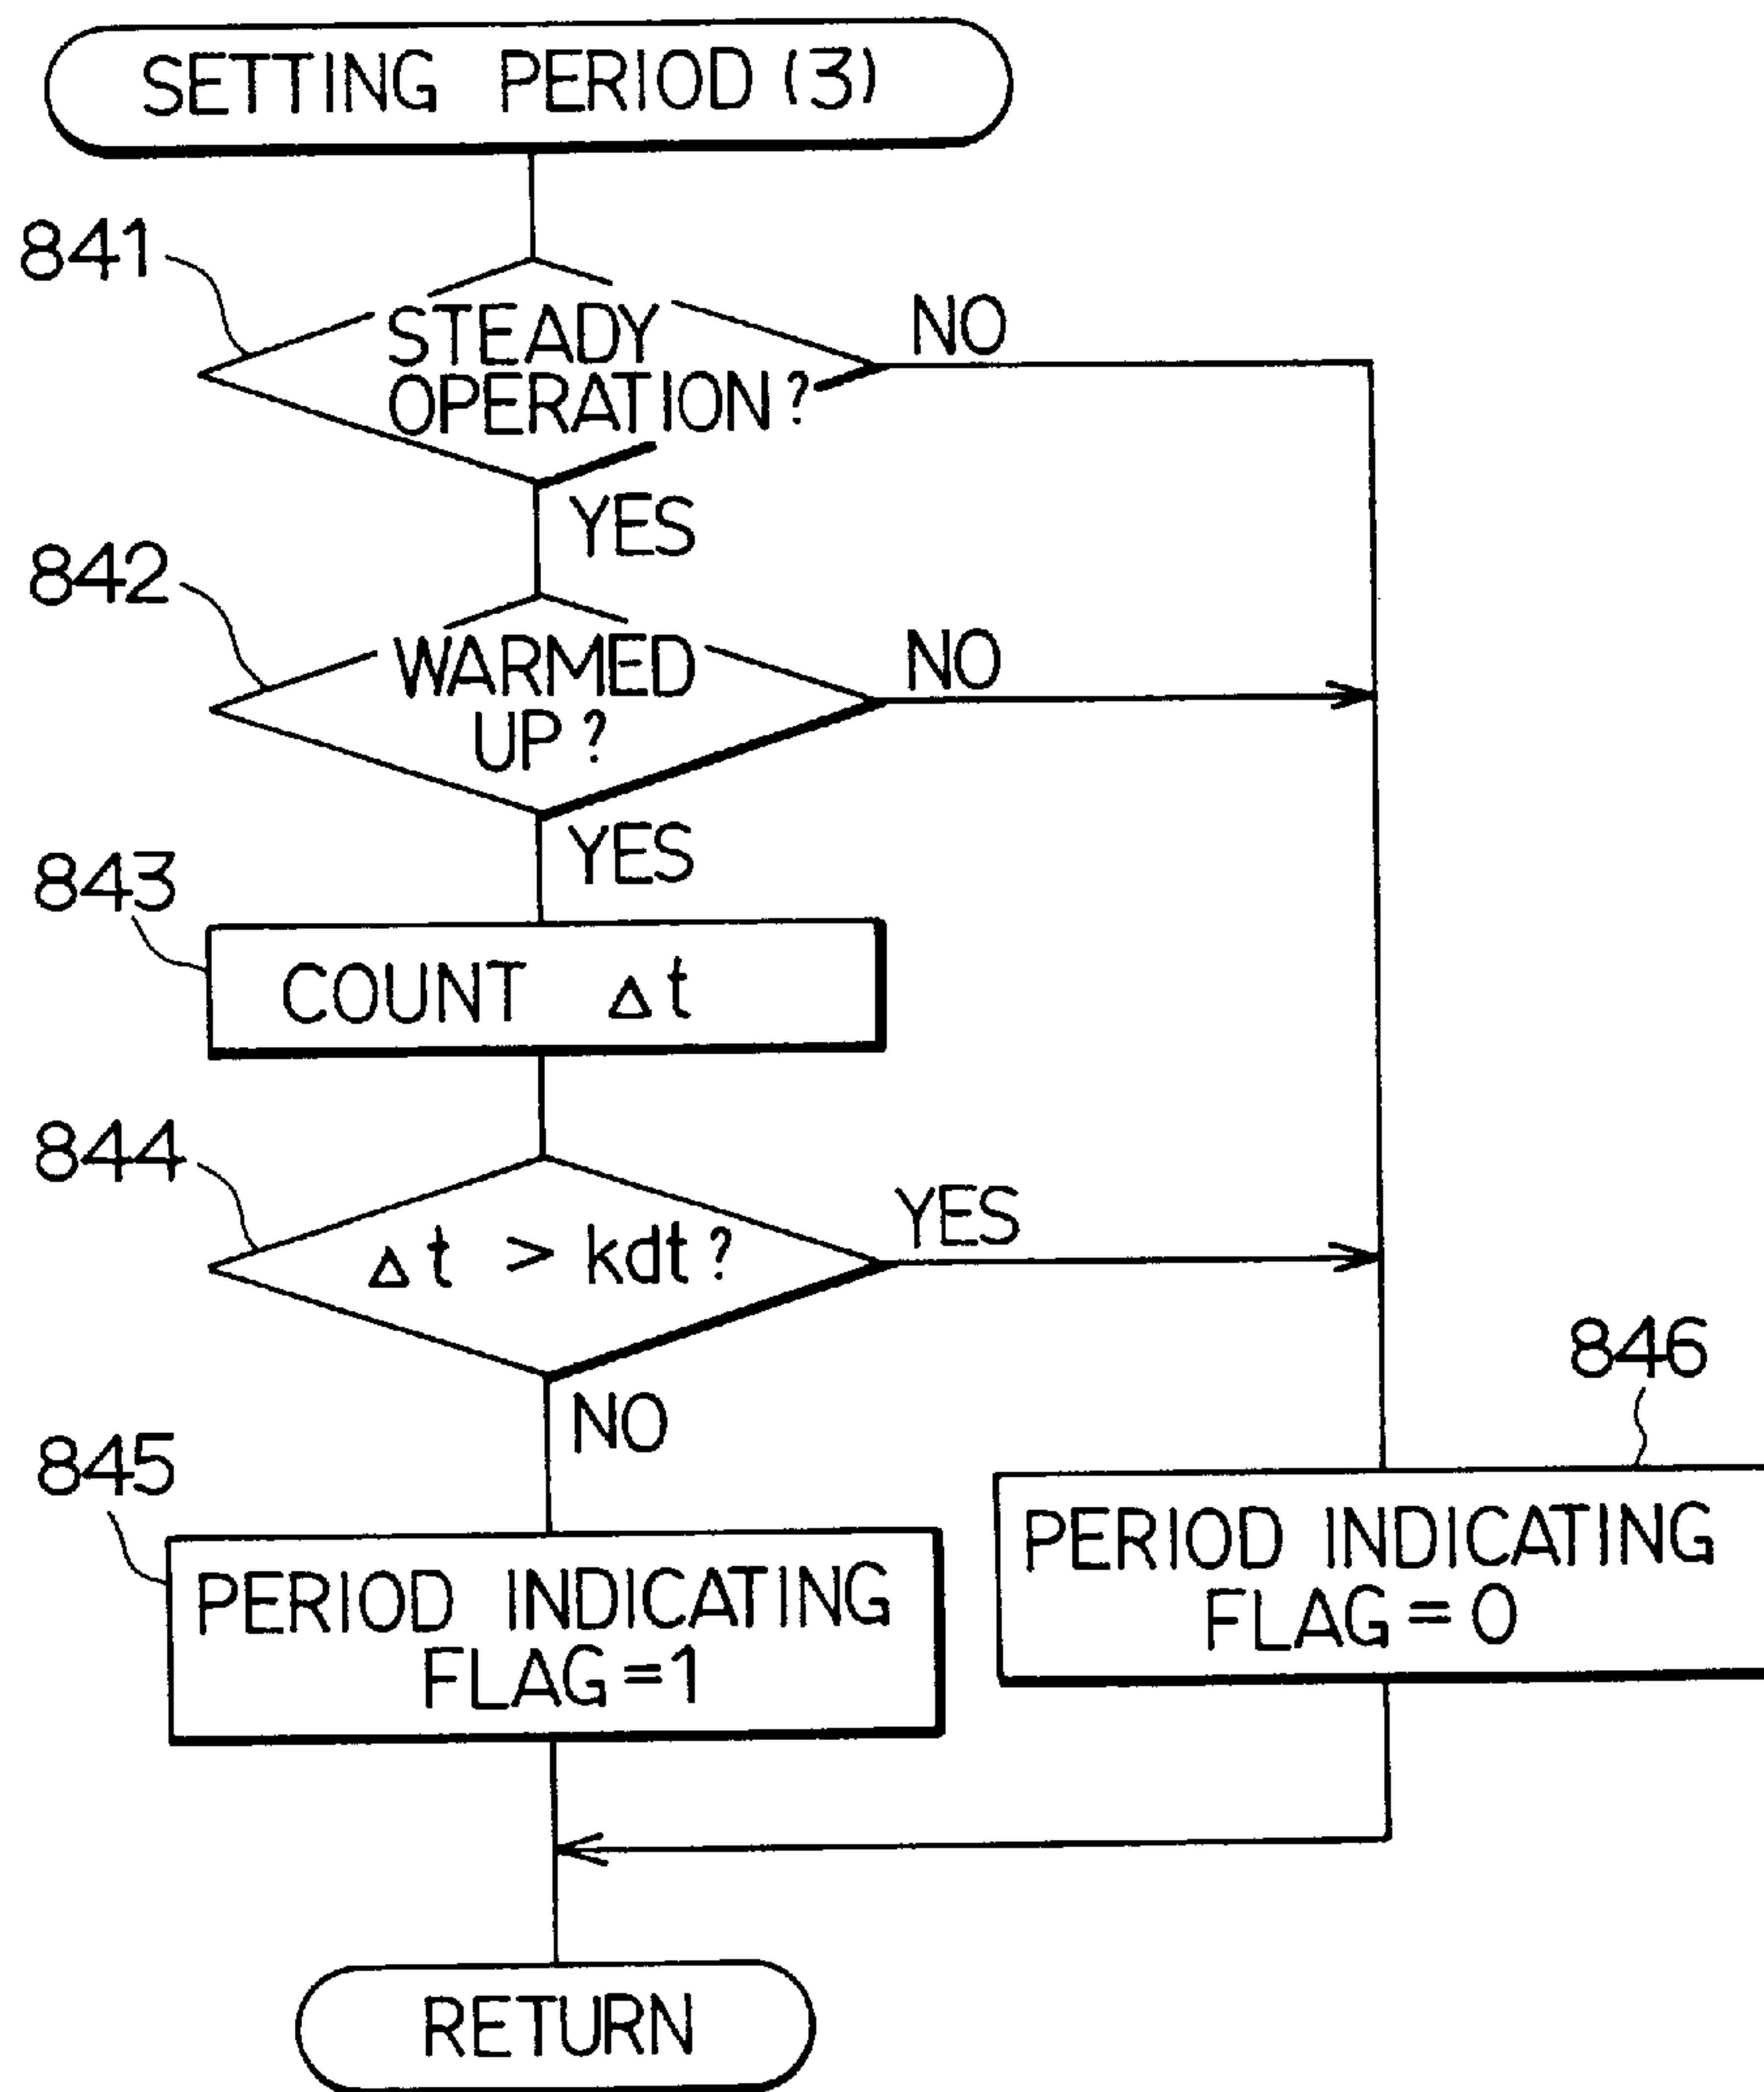 SETTING PERIOD (3)
841
STEADY
OPERATION?
NO
YES
842
WARMED
UP?
NO
YES
843
COUNT Δt
844
Δt > kdt?
YES
NO
845
PERIOD INDICATING
FLAG=1
846
PERIOD INDICATING
FLAG=0
RETURN